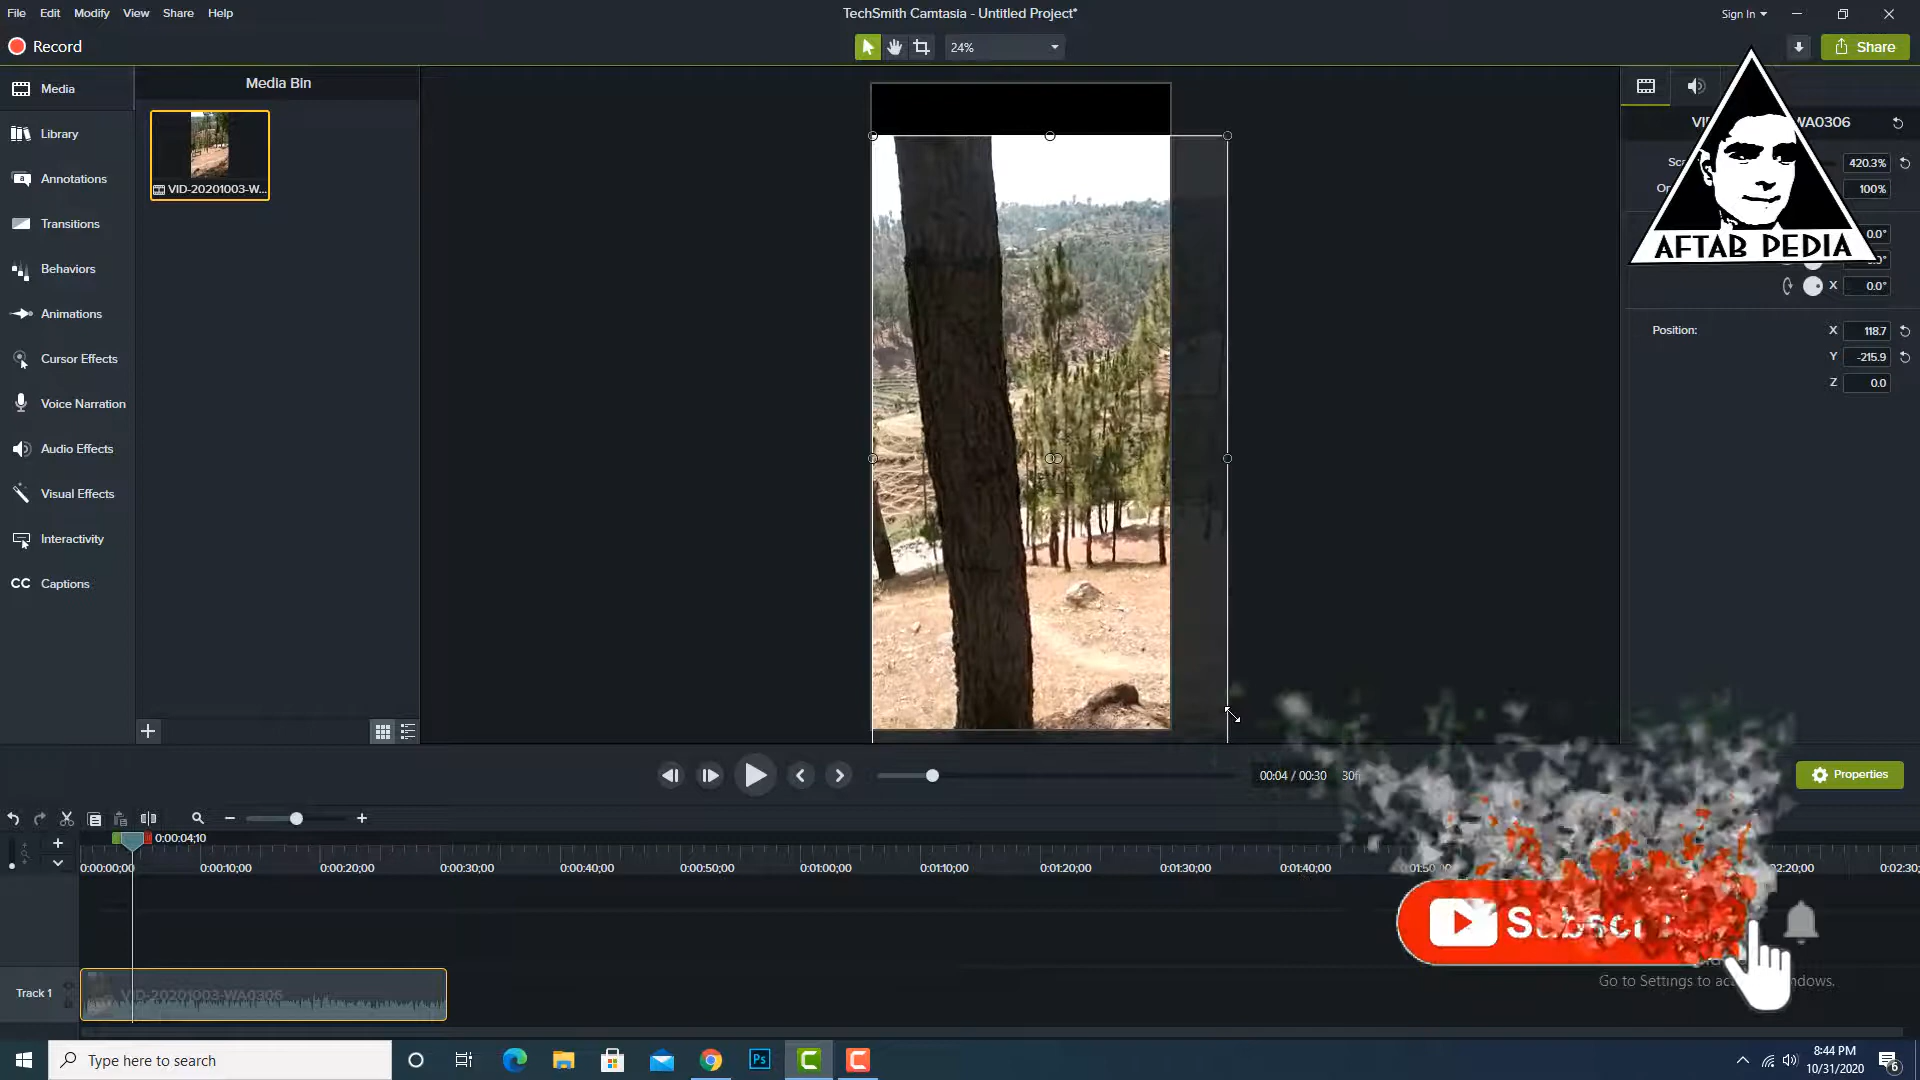 File Edit Modify View Share Help
TechSmith Camtasia - Untitled Project*
Sign In
Record
24%
Share
Media
Library
Annotations
Transitions
Behaviors
Animations
Cursor Effects
Voice Narration
Audio Effects
Visual Effects
Interactivity
CC Captions
Media Bin
VID-20201003-W...
WA0306
420.3%
100%
AFTAB PEDIA
0.0°
X 0.0°
Position: X 118.7
Y -215.9
Z 0.0
00:04 / 00:30
Properties
0:00:04;10
0:00:00;00 0:00:10;00 0:00:20;00 0:00:30;00 0:00:40;00 0:00:50;00 0:01:00;00 0:01:10;00 0:01:20;00 0:01:30;00 0:01:40;00
Track 1
VID-20201003-WA0306
Go to Settings to
Type here to search
Ps
8:44 PM
10/31/2020
6